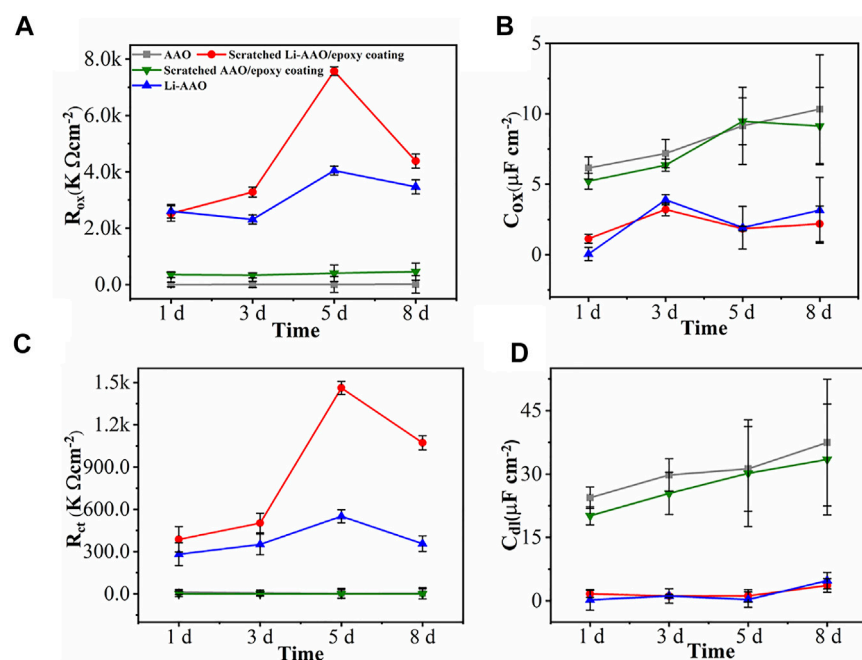 A
AAO Scratched Li-AAO/epoxy coating
Scratched AAO/epoxy coating
Li-AAO
8.0k
6.0k
4.0k
2.0k
0.0
Rox(K Ωcm-2)
1 d 3 d 5 d 8 d
Time
B
5
10
5
0
Cox(μF cm-2)
1 d 3 d 5 d 8 d
Time
C
1.5k
1.2k
900.0
600.0
300.0
0.0
Rct (K Ωcm-2)
1 d 3 d 5 d 8 d
Time
D
45
30
15
0
Cdl(μF cm-2)
1 d 3 d 5 d 8 d
Time